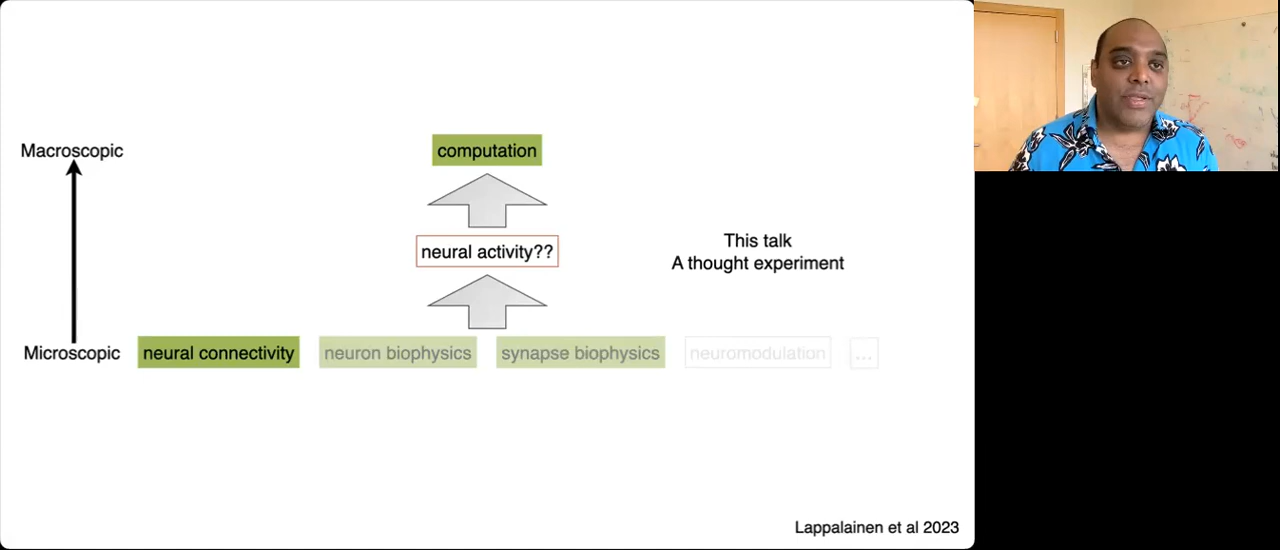 Macroscopic
computation
neural activity??
This talk
A thought experiment
Microscopic
neural connectivity
neuron biophysics
synapse biophysics
neuromodulation
...
Lappalainen et al 2023